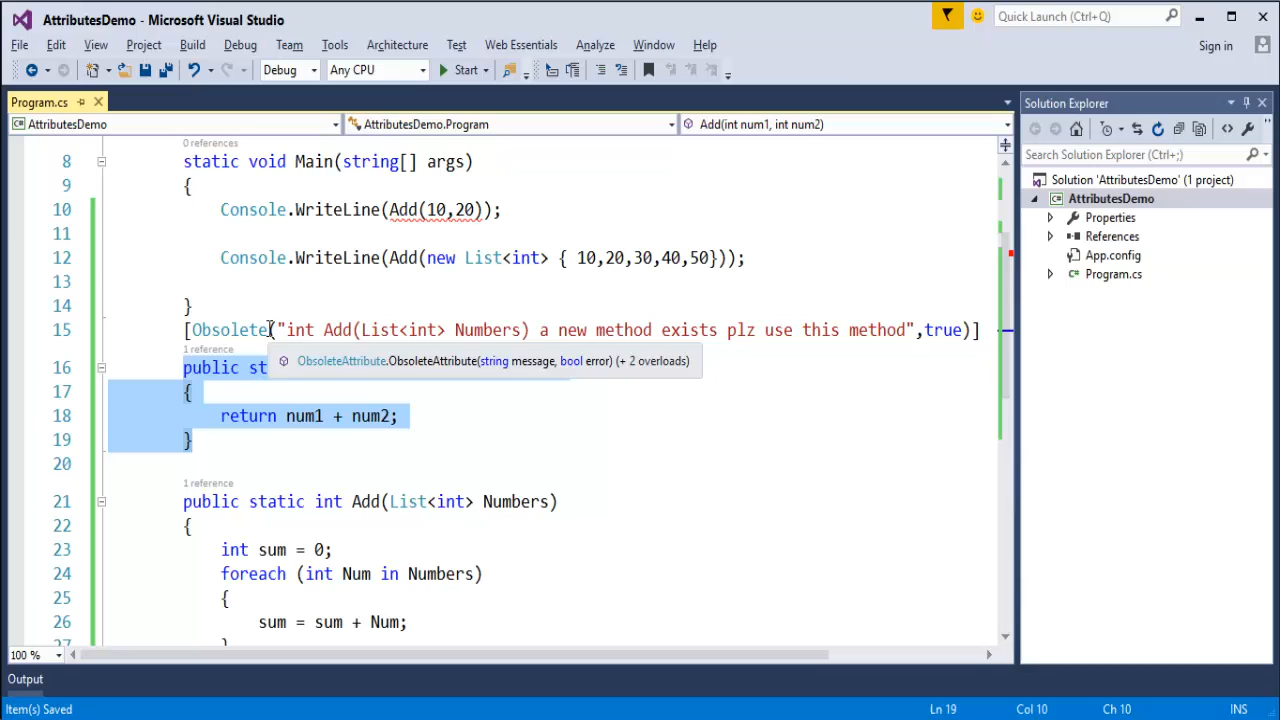 AttributesDemo - Microsoft Visual Studio
Quick Launch (Ctrl+Q)
File Edit View Project Build Debug Team Tools Architecture Test Web Essentials Analyze Window Help
Sign in
Debug Any CPU Start
Program.cs
AttributesDemo AttributesDemo.Program Add(int num1, int num2)
0 references
8 static void Main(string[] args)
9 {
10 Console.WriteLine(Add(10,20));
11
12 Console.WriteLine(Add(new List<int> { 10,20,30,40,50}));
13
14 }
15 [Obsolete("int Add(List<int> Numbers) a new method exists plz use this method",true)]
1 reference
ObsoleteAttribute.ObsoleteAttribute(string message, bool error) (+ 2 overloads)
16 public st
17 {
18 return num1 + num2;
19 }
20
1 reference
21 public static int Add(List<int> Numbers)
22 {
23 int sum = 0;
24 foreach (int Num in Numbers)
25 {
26 sum = sum + Num;
27 }
100 %
Solution Explorer
Search Solution Explorer (Ctrl+;)
Solution 'AttributesDemo' (1 project)
AttributesDemo
Properties
References
App.config
C# Program.cs
Output
Item(s) Saved Ln 19 Col 10 Ch 10 INS